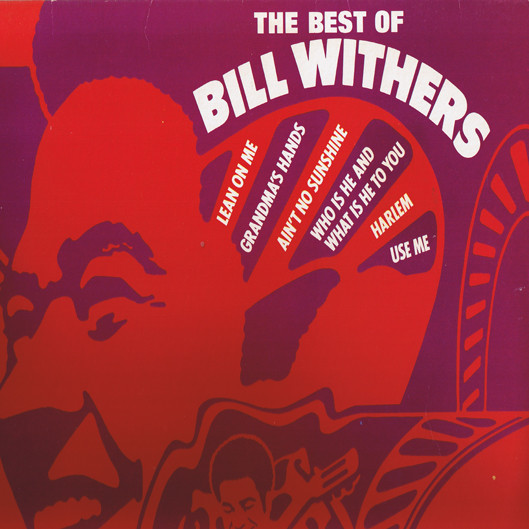 THE BEST OF
BILL WITHERS
LEAN ON ME
GRANDMA'S HANDS
AIN'T NO SUNSHINE
WHO IS HE AND
WHAT IS HE TO YOU
HARLEM
USE ME